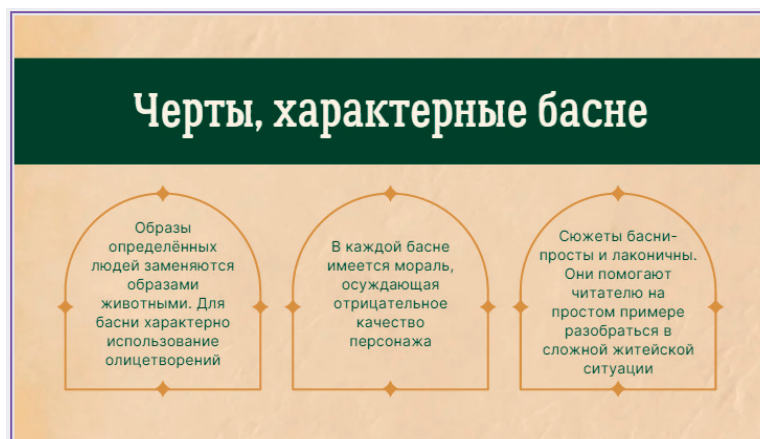 Черты, характерные басне
Образы
определённых
людей заменяются
образами
животными. Для
басни характерно
использование
олицетворений
В каждой басне
имеется мораль,
осуждающая
отрицательное
качество
персонажа
Сюжеты басни-
просты и лаконичны.
Они помогают
читателю на
простом примере
разобраться в
сложной житейской
ситуации